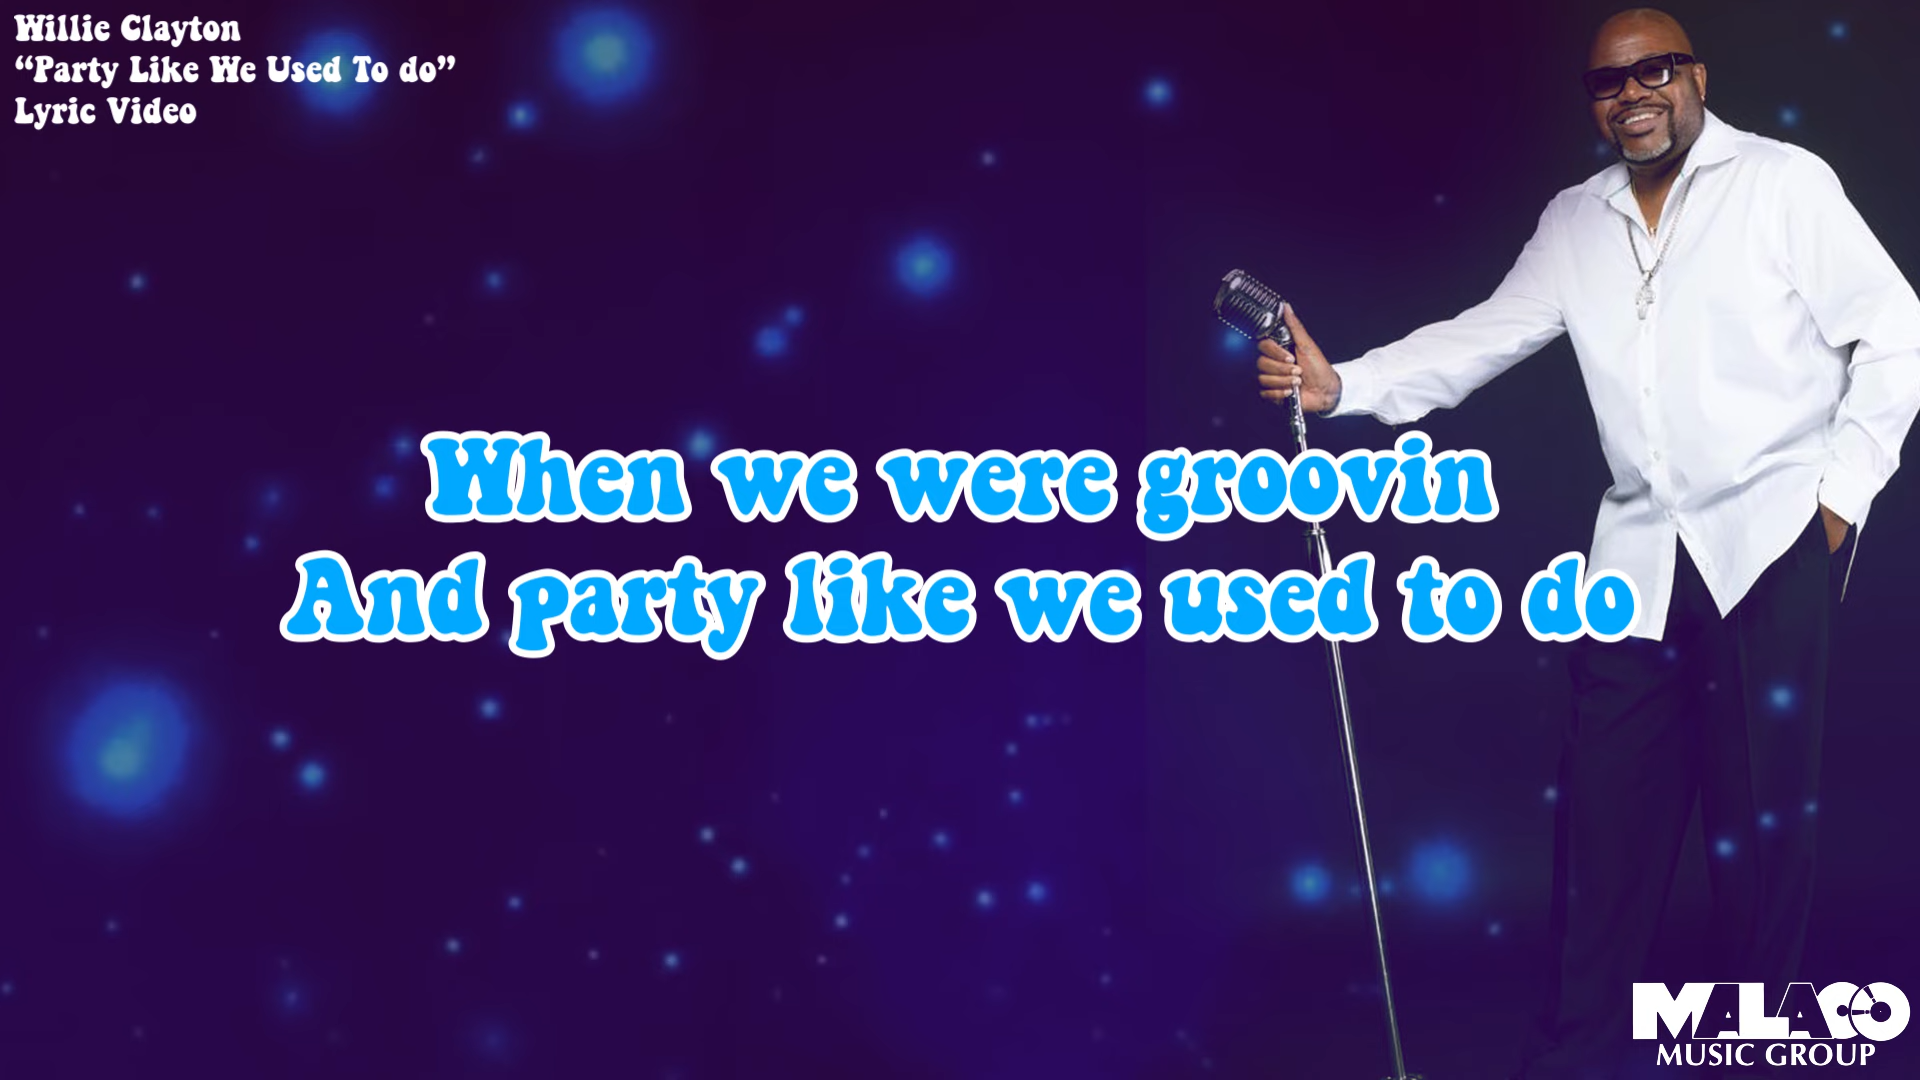 Willie Clayton
“Party Like We Used To do”
Lyric Video
When we were groovin
And party like we used to do
MALACO
MUSIC GROUP